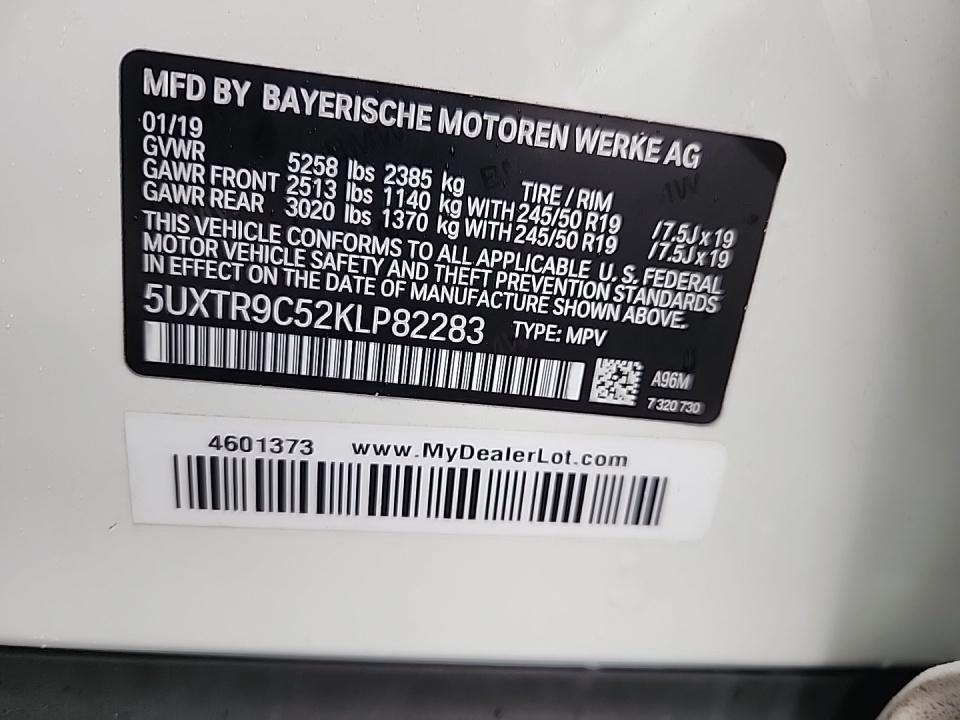 MFD BY BAYERISCHE MOTOREN WERKE AG
01/19
GVWR 5258 lbs 2385 kg TIRE / RIM
GAWR FRONT 2513 lbs 1140 kg WITH 245/50 R19 / 7.5J x 19
GAWR REAR 3020 lbs 1370 kg WITH 245/50 R19 / 7.5J x 19
THIS VEHICLE CONFORMS TO ALL APPLICABLE U.S. FEDERAL
MOTOR VEHICLE SAFETY AND THEFT PREVENTION STANDARDS
IN EFFECT ON THE DATE OF MANUFACTURE SHOWN ABOVE.
5UXTR9C52KLP82283 TYPE: MPV
A96M
7 320 730
4601373 www.MyDealerLot.com